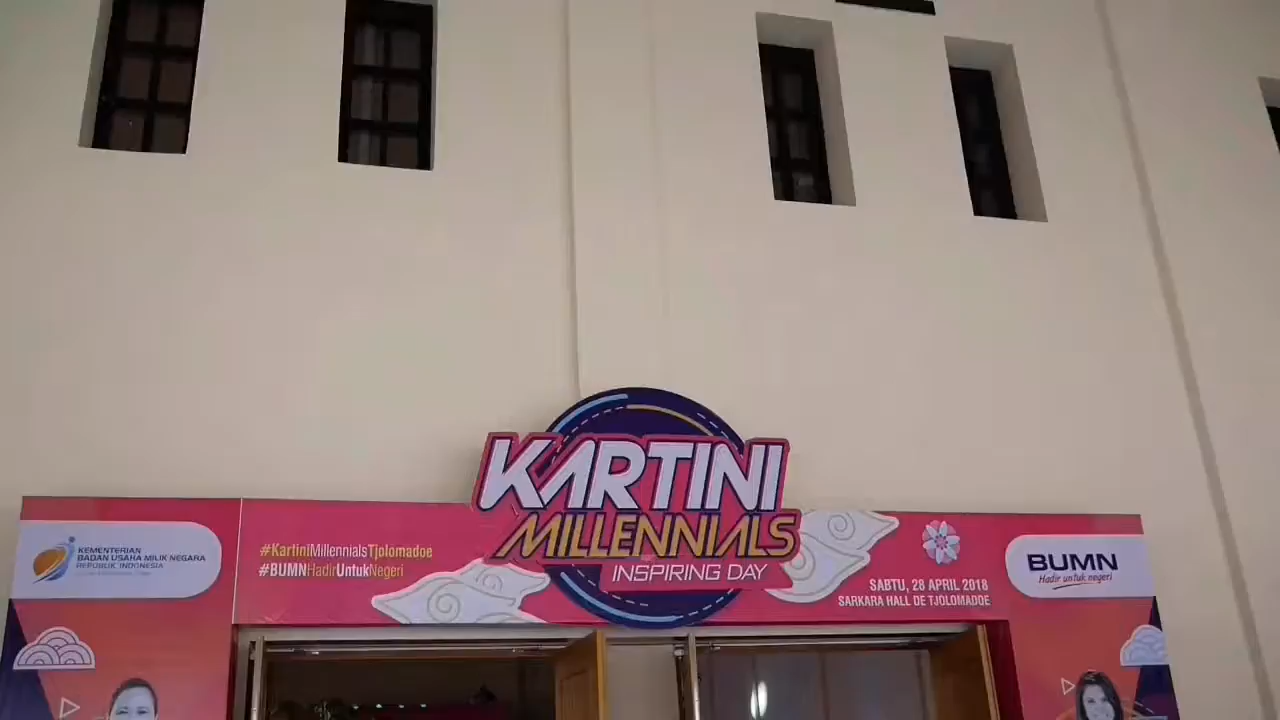 KARTINI
MILLENNIALS
INSPIRING DAY
KEMENTERIAN
BADAN USAHA MILIK NEGARA
REPUBLIK INDONESIA
#KartiniMillennialsTjolomadoe
#BUMNHadirUntukNegeri
SABTU, 28 APRIL 2018
SARKARA HALL DE TJOLOMADOE
BUMN
Hadir untuk negeri